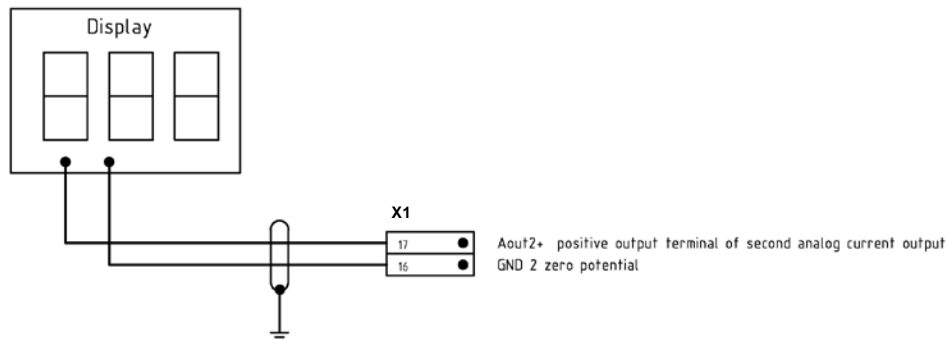 Display
X1
17
Aout2+ positive output terminal of second analog current output
16
GND 2 zero potential